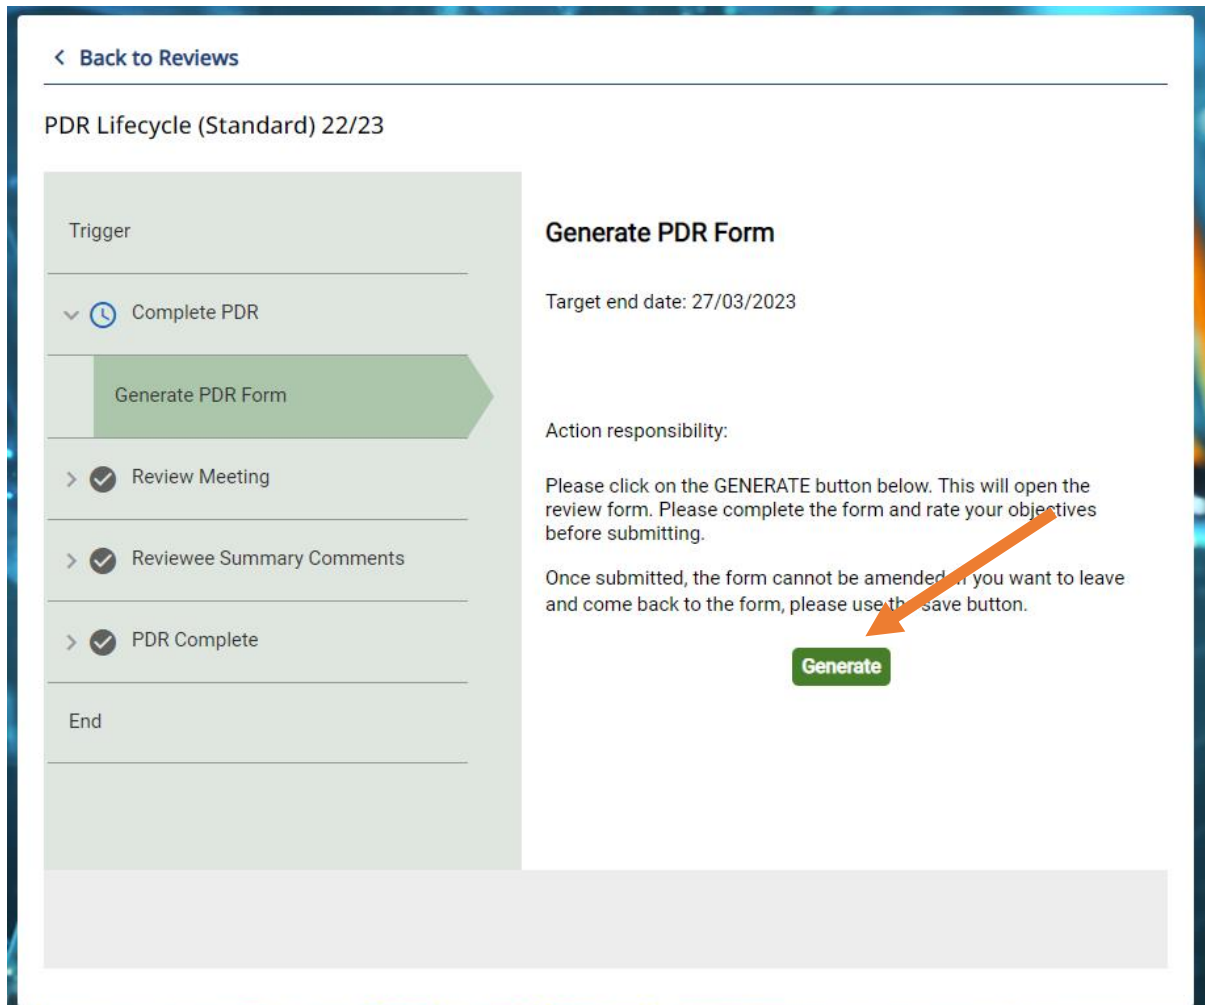 Back to Reviews
PDR Lifecycle (Standard) 22/23
Trigger
Complete PDR
Generate PDR Form
Review Meeting
Reviewee Summary Comments
PDR Complete
End
Generate PDR Form
Target end date: 27/03/2023
Action responsibility:
Please click on the GENERATE button below. This will open the
review form. Please complete the form and rate your objectives
before submitting.
Once submitted, the form cannot be amended. If you want to leave
and come back to the form, please use the save button.
Generate